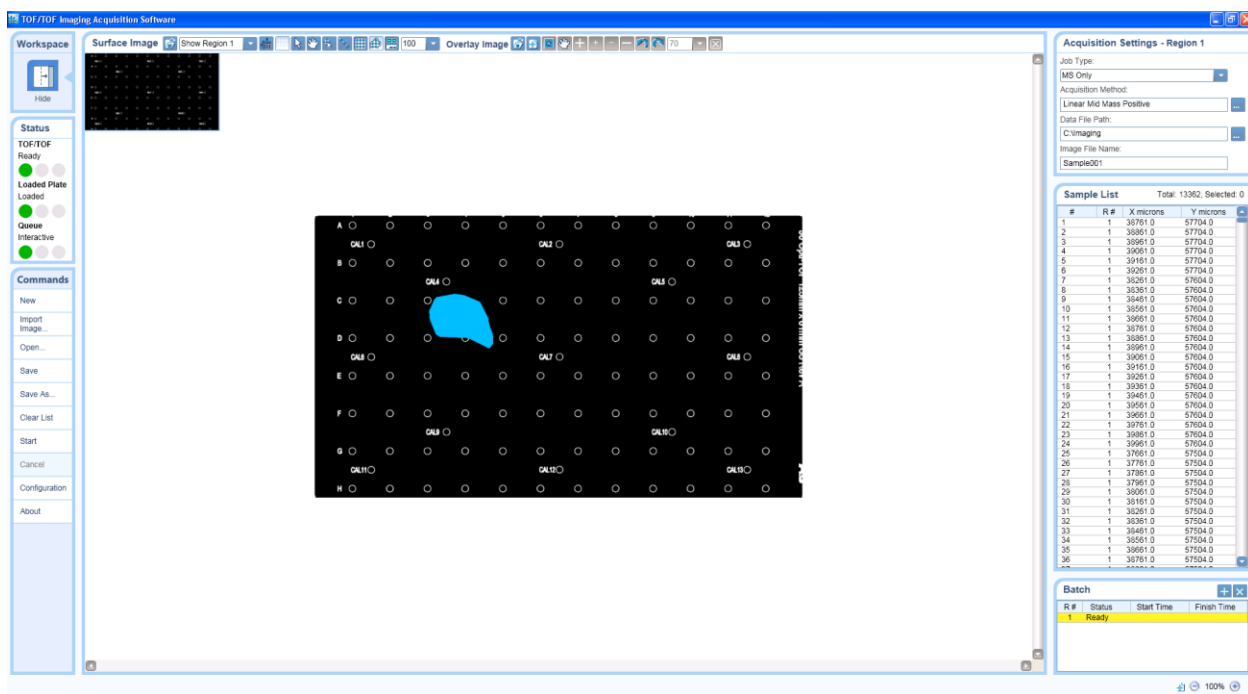 TOF/TOF Imaging Acquisition Software
Workspace
Hide
Status
TOF/TOF
Ready
Loaded Plate
Loaded
Queue
Interactive
Commands
New
Import
Image...
Open...
Save
Save As...
Clear List
Start
Cancel
Configuration
About
Surface Image Show Region 1 100 Overlay Image 70
A
CAL1 CAL2 CAL3
B
CAL4 CAL5
C
D
CAL6 CAL7 CAL8
E
F
CAL9 CAL10
G
CAL11 CAL12 CAL13
H
Acquisition Settings - Region 1
Job Type:
MS Only
Acquisition Method:
Linear Mid Mass Positive
...
Data File Path:
C:\Imaging
...
Image File Name:
Sample001
Sample List Total: 13362, Selected: 0
# R # X microns Y microns
1 1 38761.0 57704.0
2 1 38861.0 57704.0
3 1 38961.0 57704.0
4 1 39061.0 57704.0
5 1 39161.0 57704.0
6 1 39261.0 57704.0
7 1 38261.0 57604.0
8 1 38361.0 57604.0
9 1 38461.0 57604.0
10 1 38561.0 57604.0
11 1 38661.0 57604.0
12 1 38761.0 57604.0
13 1 38861.0 57604.0
14 1 38961.0 57604.0
15 1 39061.0 57604.0
16 1 39161.0 57604.0
17 1 39261.0 57604.0
18 1 39361.0 57604.0
19 1 39461.0 57604.0
20 1 39561.0 57604.0
21 1 39661.0 57604.0
22 1 39761.0 57604.0
23 1 39861.0 57604.0
24 1 39961.0 57604.0
25 1 37661.0 57504.0
26 1 37761.0 57504.0
27 1 37861.0 57504.0
28 1 37961.0 57504.0
29 1 38061.0 57504.0
30 1 38161.0 57504.0
31 1 38261.0 57504.0
32 1 38361.0 57504.0
33 1 38461.0 57504.0
34 1 38561.0 57504.0
35 1 38661.0 57504.0
36 1 38761.0 57504.0
Batch
R # Status Start Time Finish Time
1 Ready
100%